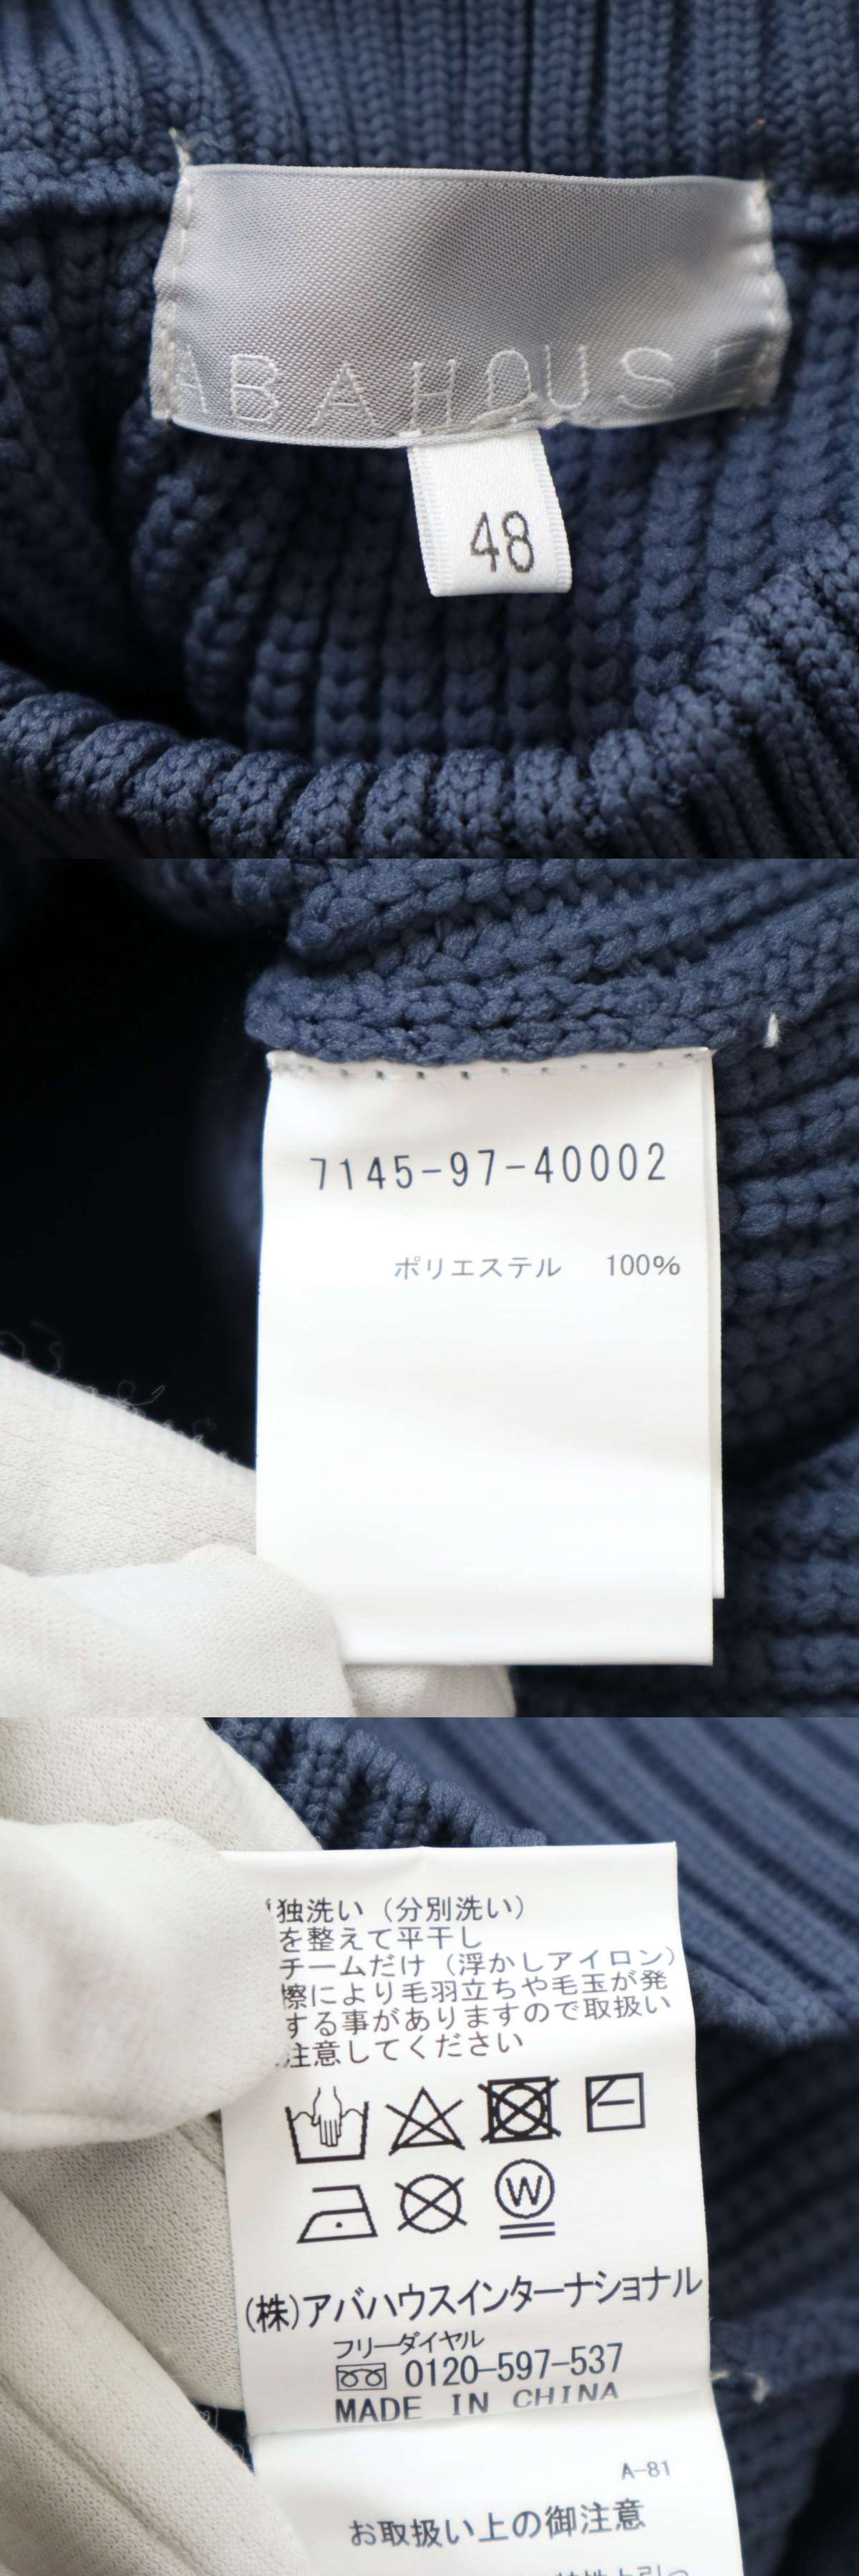 ABAHOUSE
48
7145-97-40002
ポリエステル 100%
独洗い（分別洗い）
を整えて平干し
チームだけ（浮かしアイロン）
擦により毛羽立ちや毛玉が発
する事がありますので取扱い
注意してください
W
(株)アバハウスインターナショナル
フリーダイヤル
0120-597-537
MADE IN CHINA
A-81
お取扱い上の御注意